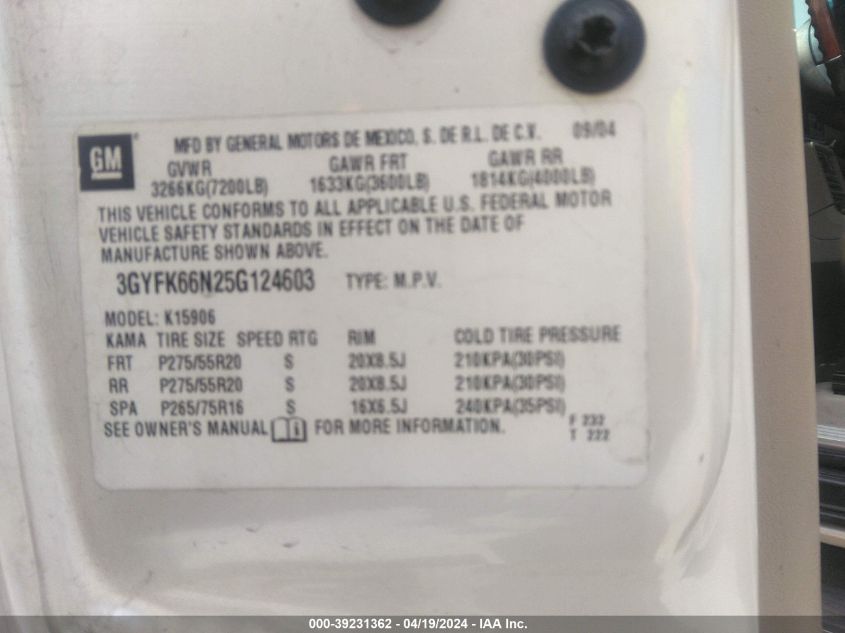 GM
MFD BY GENERAL MOTORS DE MEXICO, S. DE R.L. DE C.V. 09/04
GVWR GAWR FRT GAWR RR
3266KG(7200LB) 1633KG(3600LB) 1814KG(4000LB)
THIS VEHICLE CONFORMS TO ALL APPLICABLE U.S. FEDERAL MOTOR
VEHICLE SAFETY STANDARDS IN EFFECT ON THE DATE OF
MANUFACTURE SHOWN ABOVE.
3GYFK66N25G124603 TYPE: M.P.V.
MODEL: K15906
KAMA TIRE SIZE SPEED RTG RIM COLD TIRE PRESSURE
FRT P275/55R20 S 20X8.5J 210KPA(30PSI)
RR P275/55R20 S 20X8.5J 210KPA(30PSI)
SPA P265/75R16 S 16X6.5J 240KPA(35PSI)
SEE OWNER'S MANUAL FOR MORE INFORMATION.
F 232
T 222
000-39231362 - 04/19/2024 - IAA Inc.